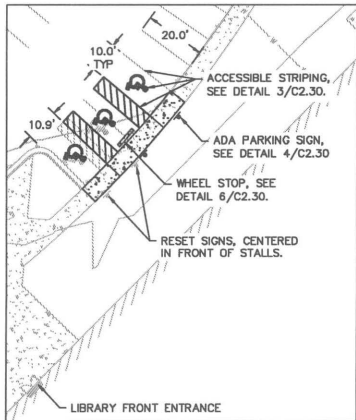 20.0'
10.0'
TYP
10.9'
ACCESSIBLE STRIPING,
SEE DETAIL 3/C2.30.
ADA PARKING SIGN,
SEE DETAIL 4/C2.30
WHEEL STOP, SEE
DETAIL 6/C2.30.
RESET SIGNS, CENTERED
IN FRONT OF STALLS.
LIBRARY FRONT ENTRANCE